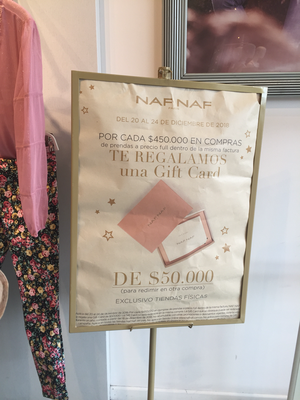 NAF NAF
DEL 20 AL 24 DE DICIEMBRE DE 2019
POR CADA $450.000 EN COMPRAS
de prendas a precio full dentro de la misma factura
TE REGALAMOS
una Gift Card
DE $50.000
(para redimir en otra compra)
EXCLUSIVO TIENDAS FÍSICAS